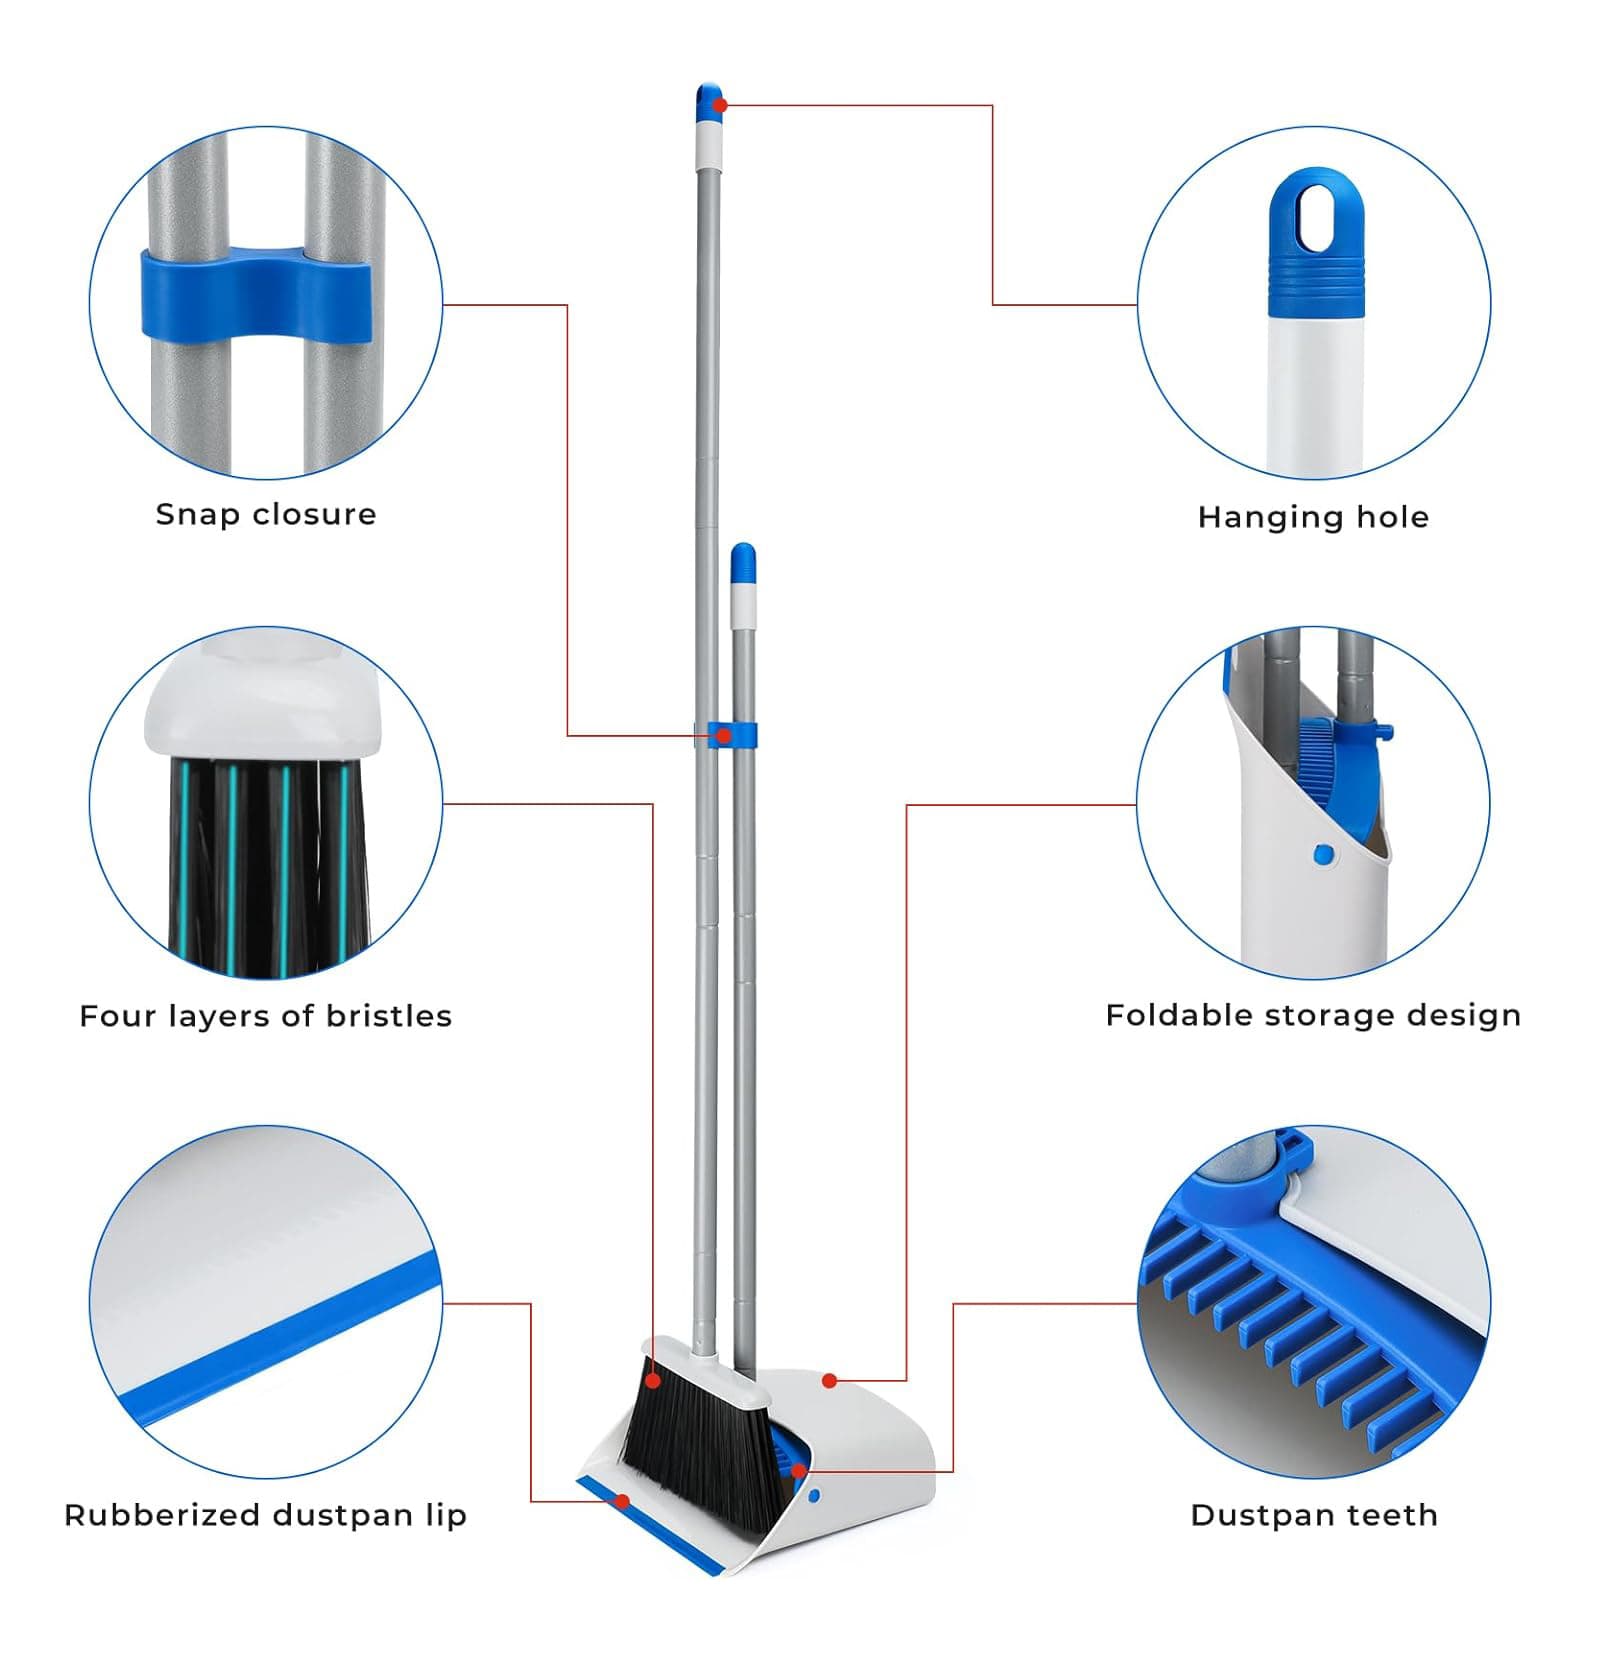 Snap closure
Hanging hole
Four layers of bristles
Foldable storage design
Rubberized dustpan lip
Dustpan teeth